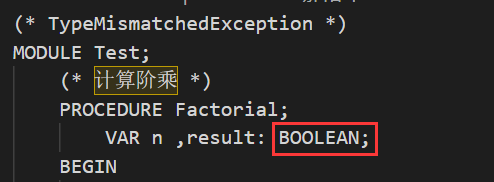 (* TypeMismatchedException *)
MODULE Test;
(* 计算阶乘 *)
PROCEDURE Factorial;
VAR n ,result: BOOLEAN;
BEGIN